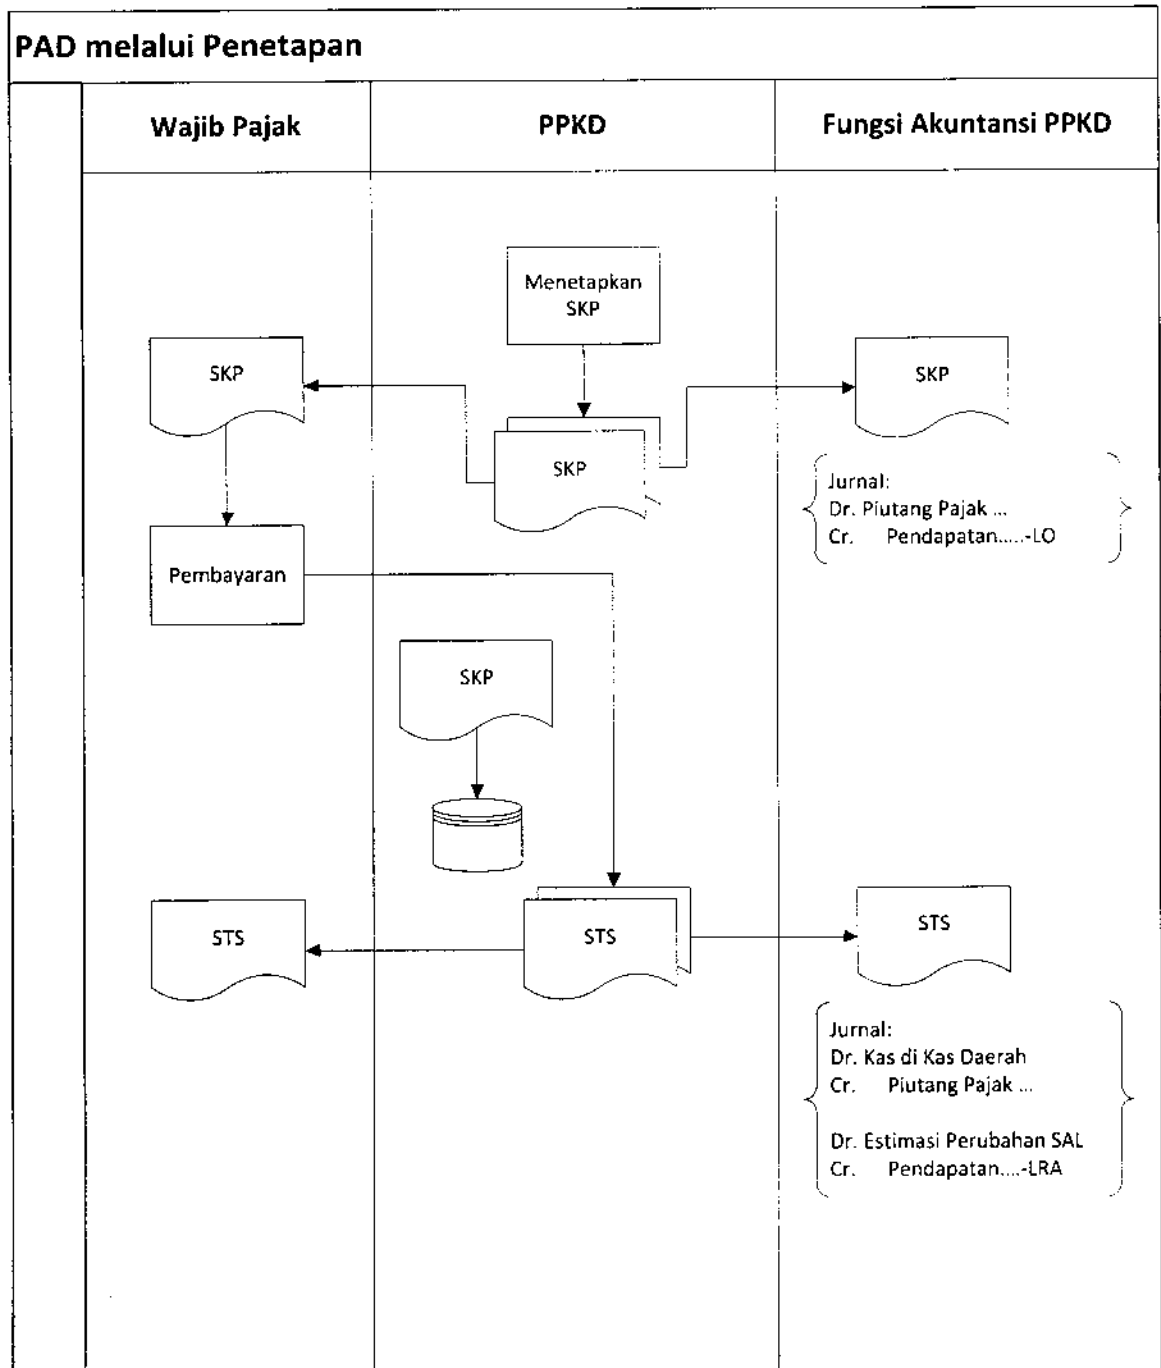 PAD melalui Penetapan
Wajib Pajak
PPKD
Fungsi Akuntansi PPKD
Menetapkan
SKP
SKP
SKP
SKP
Jurnal:
Dr. Piutang Pajak ...
Cr. Pendapatan.....-LO
Pembayaran
SKP
STS
STS
STS
Jurnal:
Dr. Kas di Kas Daerah
Cr. Piutang Pajak ...
Dr. Estimasi Perubahan SAL
Cr. Pendapatan....-LRA